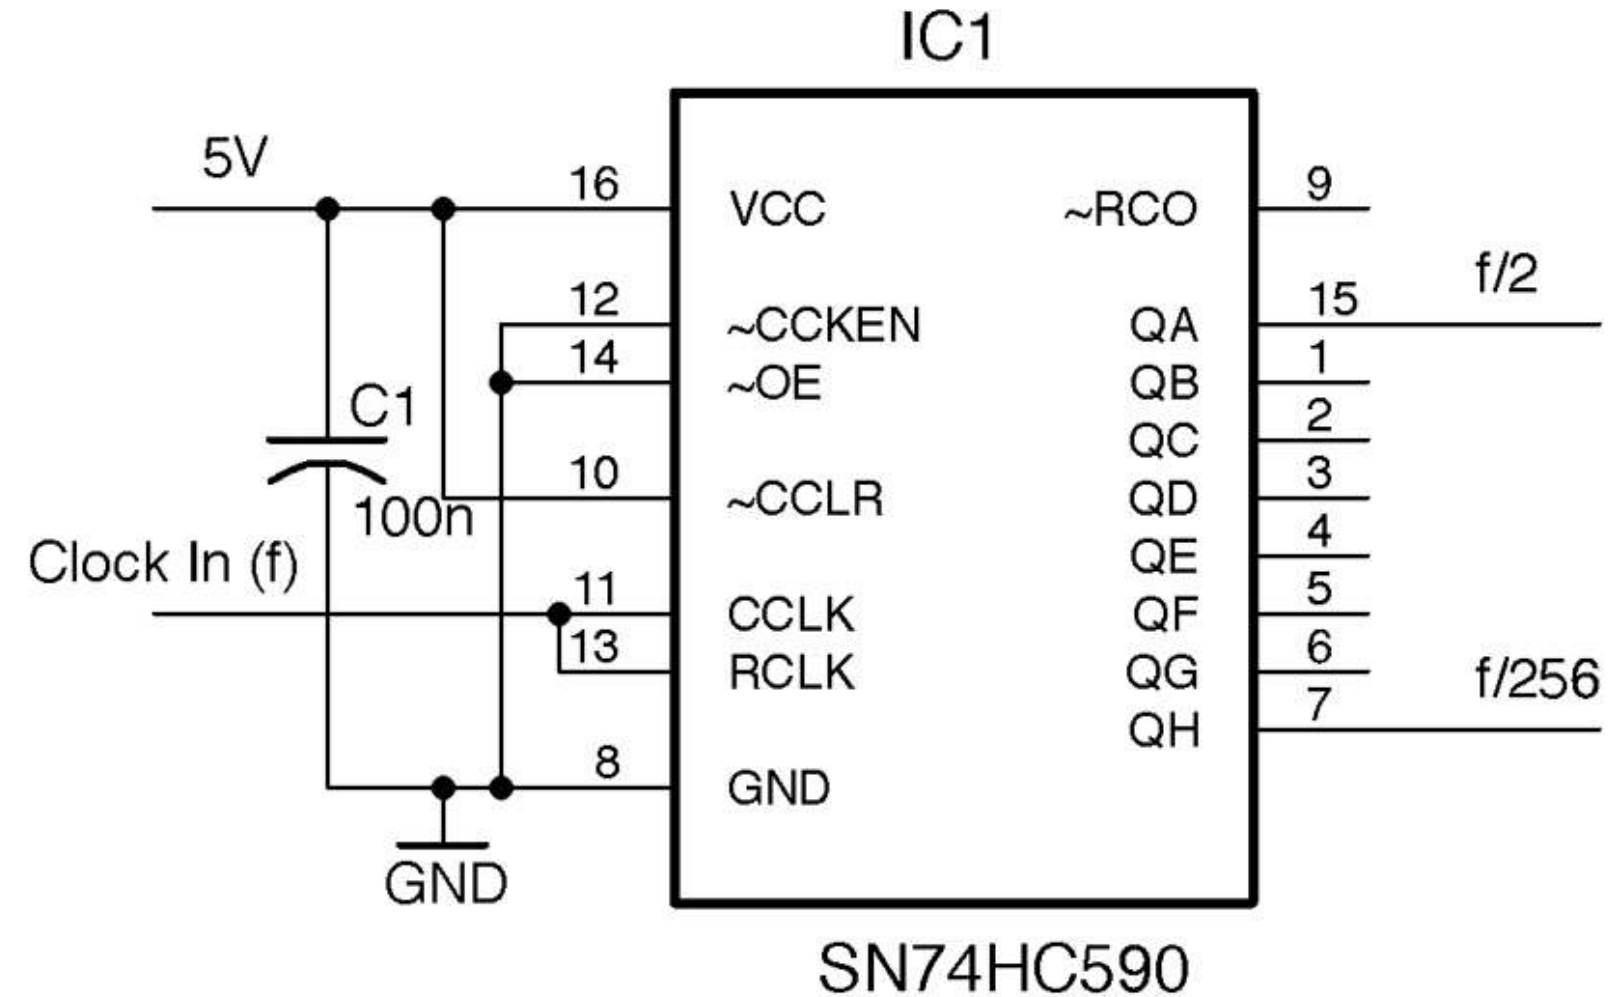 IC1
5V
16
VCC
~RCO
9
12
~CCKEN
QA
15
f/2
14
~OE
QB
1
C1
QC
2
10
~CCLR
QD
3
100n
QE
4
Clock In (f)
11
CCLK
QF
5
13
RCLK
QG
6
f/256
QH
7
8
GND
GND
SN74HC590